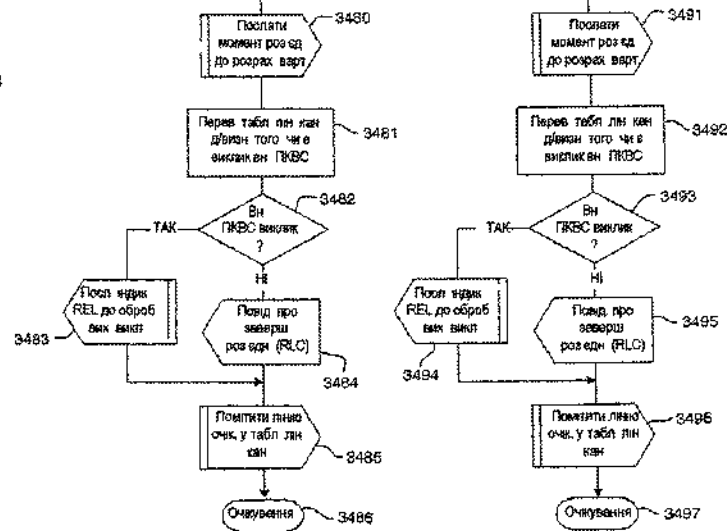 3480
Послати
момент роз єд
до розрах варт
3481
Перев табл лін кан
д/визн того чи є
виклик вн ПКВС
3482
Вн
ПКВС виклик
?
ТАК
НІ
Посл індик
REL до оброб
вих викл
3483
Повід про
заверш
роз єдн (RLC)
3484
Помітити лінію
очік. у табл лін
кан
3485
Очікування
3486
3491
Послати
момент роз єд
до розрах варт
3492
Перев табл лін кан
д/визн того чи є
виклик вн ПКВС
3493
Вн
ПКВС виклик
?
ТАК
НІ
Посл індик
REL до оброб
вих викл
3494
Повід про
заверш
роз єдн (RLC)
3495
Помітити лінію
очік. у табл лін
кан
3496
Очікування
3497